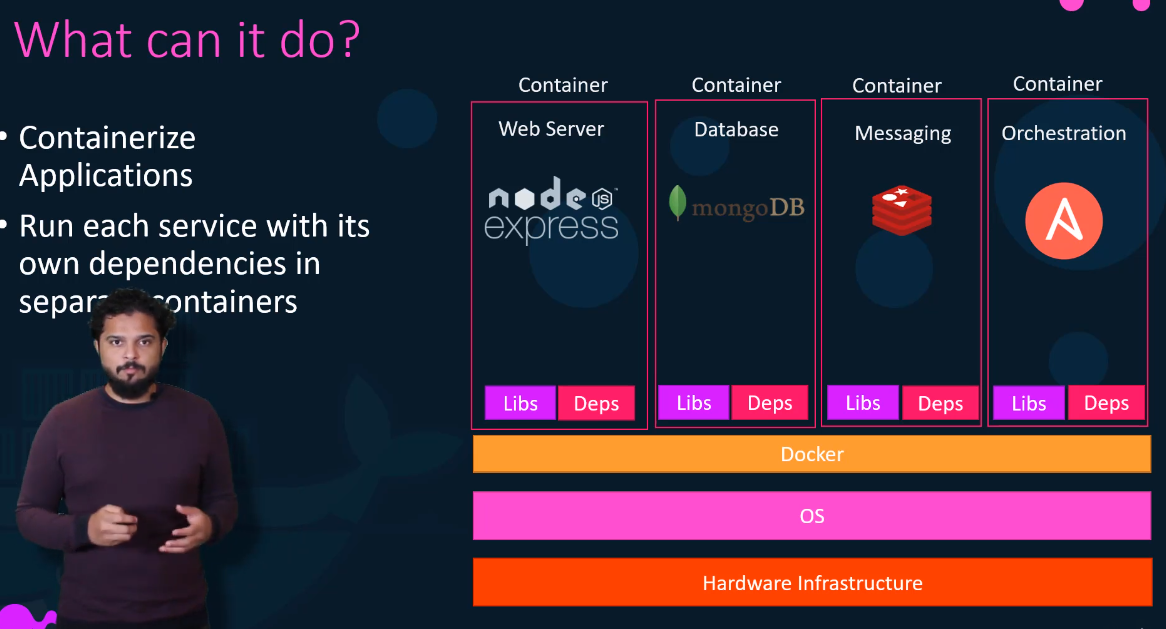 What can it do?
• Containerize
Applications
• Run each service with its
own dependencies in
containers
Container
Web Server
node JS
express
Libs
Deps
Container
Database
mongoDB
Libs
Deps
Container
Messaging
Libs
Deps
Container
Orchestration
Libs
Deps
Docker
OS
Hardware Infrastructure